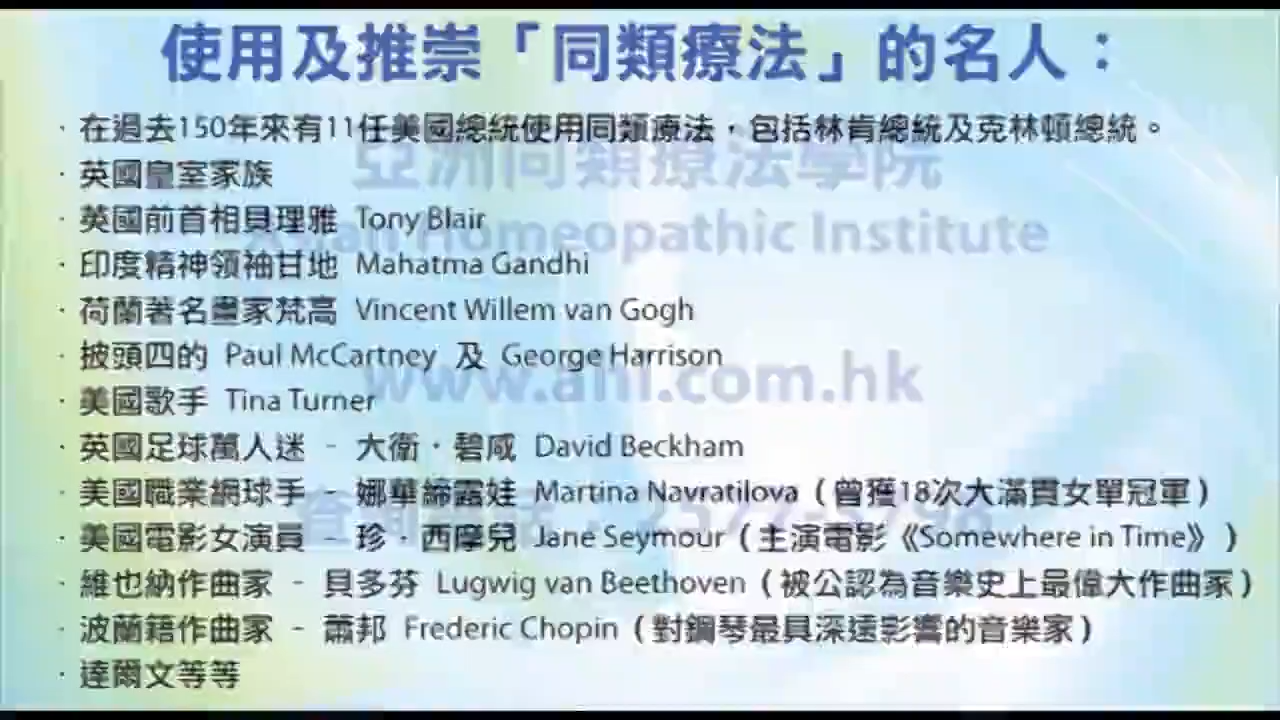 使用及推崇「同類療法」的名人：
· 在過去150年來有11任美國總統使用同類療法，包括林肯總統及克林頓總統。
亞洲同類療法學院
· 英國皇室家族
· 英國前首相貝理雅 Tony Blair
Asian Homeopathic Institute
· 印度精神領袖甘地 Mahatma Gandhi
· 荷蘭著名畫家梵高 Vincent Willem van Gogh
· 披頭四的 Paul McCartney 及 George Harrison
www.ahi.com.hk
· 美國歌手 Tina Turner
· 英國足球萬人迷 - 大衛·碧咸 David Beckham
· 美國職業網球手 - 娜華締露娃 Martina Navratilova（曾獲18次大滿貫女單冠軍）
· 美國電影女演員 - 珍·西摩兒 Jane Seymour（主演電影《Somewhere in Time》）
· 維也納作曲家 - 貝多芬 Lugwig van Beethoven（被公認為音樂史上最偉大作曲家）
· 波蘭籍作曲家 - 蕭邦 Frederic Chopin（對鋼琴最具深遠影響的音樂家）
· 達爾文等等